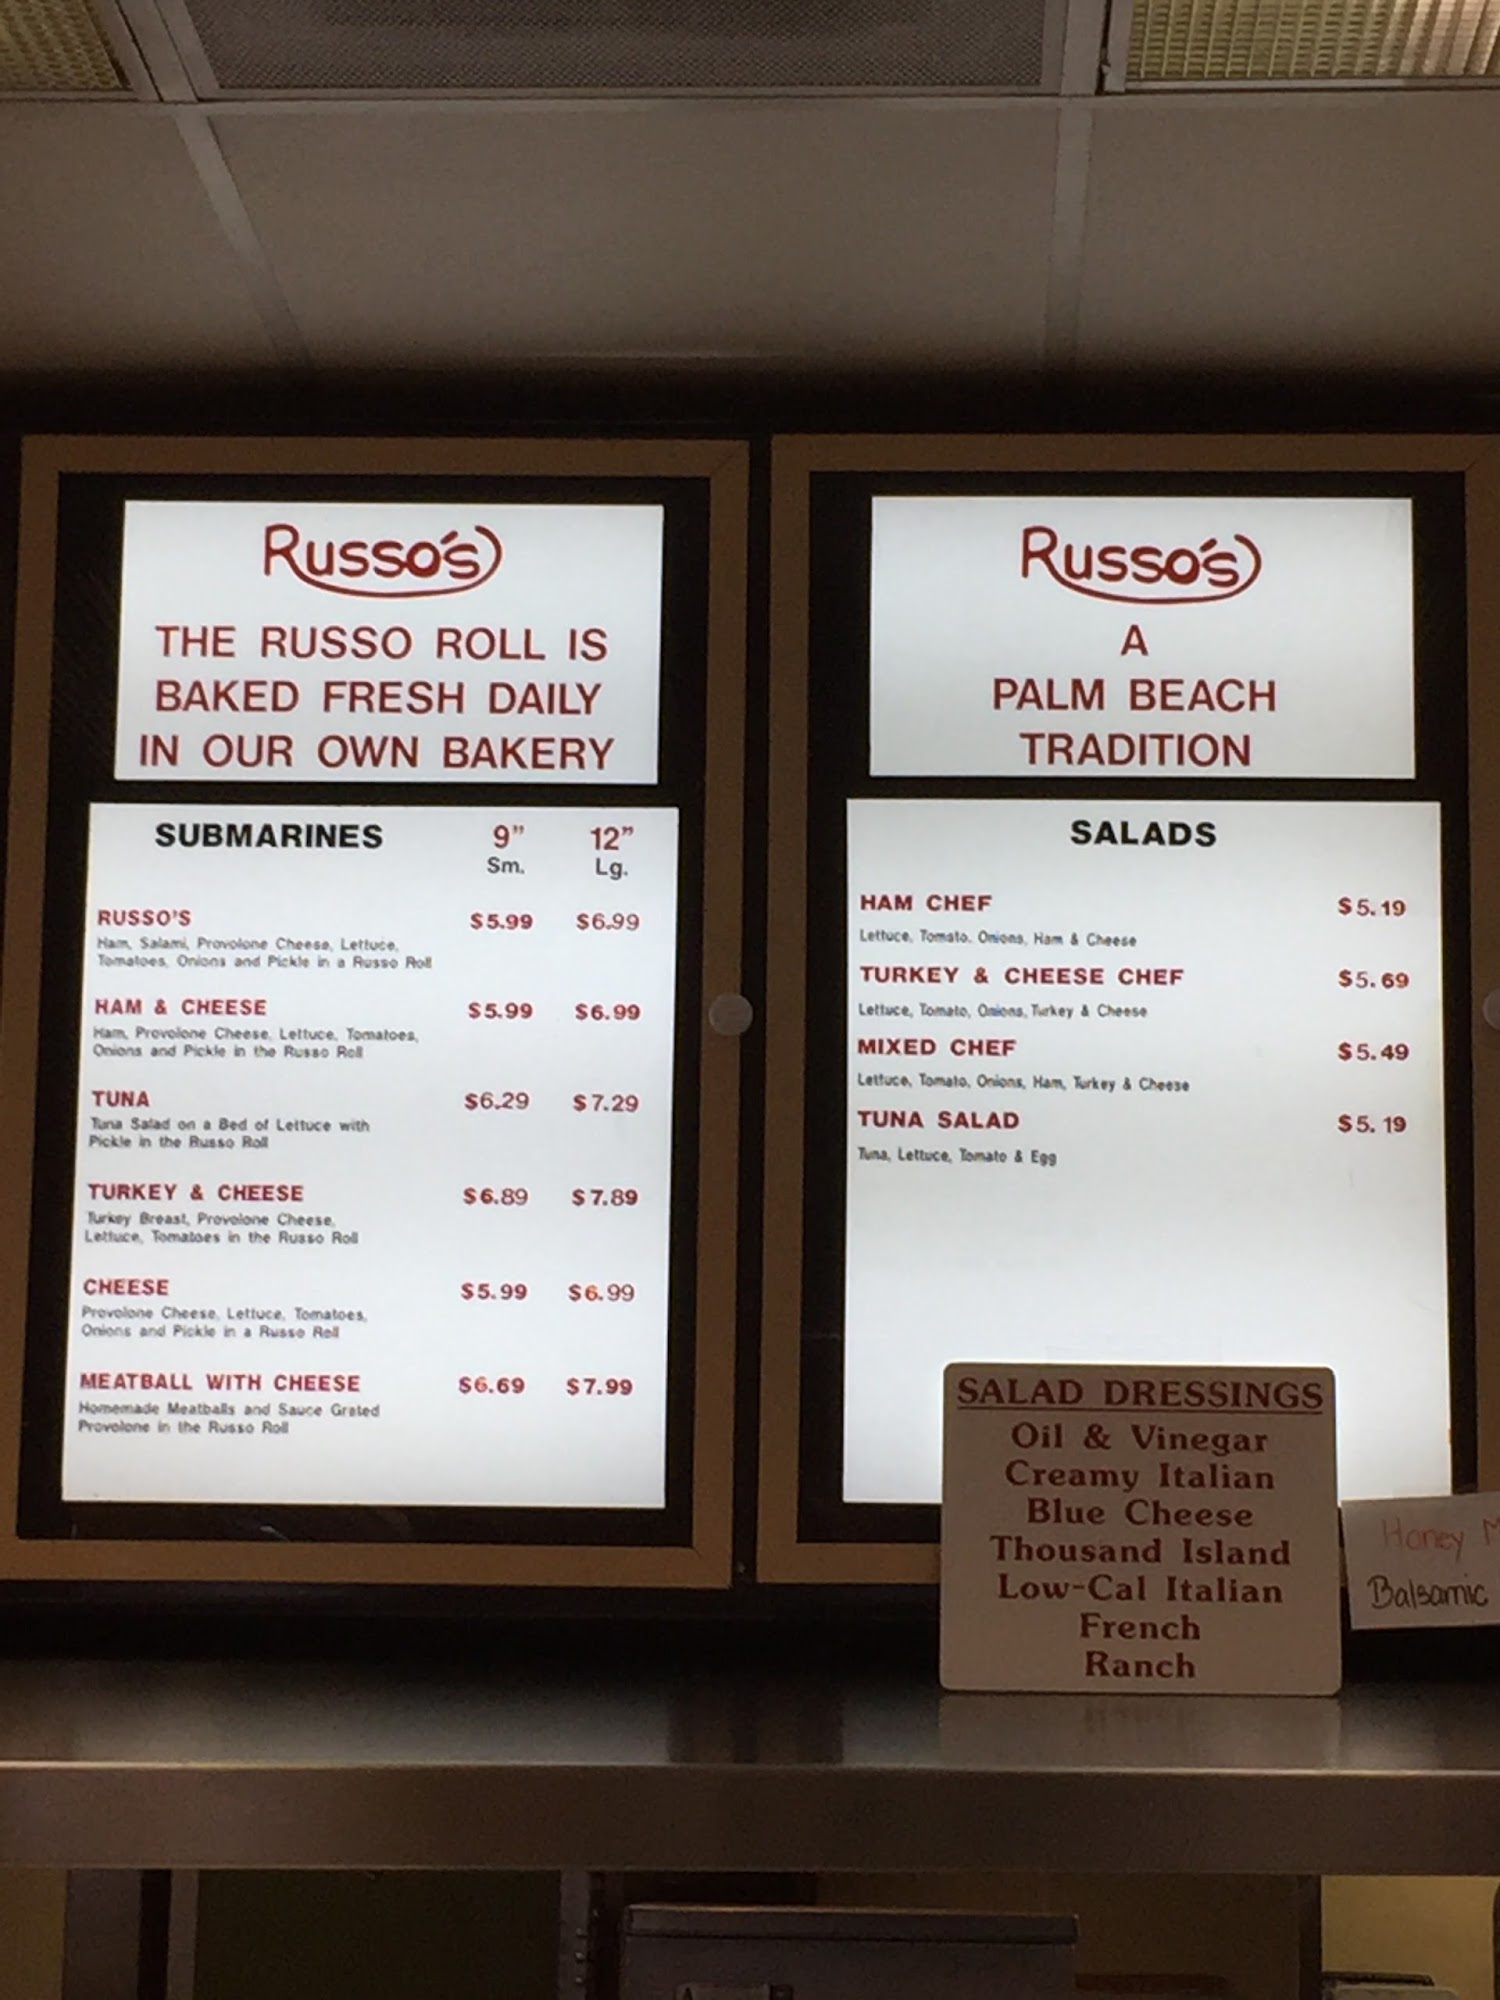 Russo's
THE RUSSO ROLL IS
BAKED FRESH DAILY
IN OUR OWN BAKERY
SUBMARINES 9" 12"
Sm. Lg.
RUSSO'S $5.99 $6.99
Ham, Salami, Provolone Cheese, Lettuce,
Tomatoes, Onions and Pickle in a Russo Roll
HAM & CHEESE $5.99 $6.99
Ham, Provolone Cheese, Lettuce, Tomatoes,
Onions and Pickle in the Russo Roll
TUNA $6.29 $7.29
Tuna Salad on a Bed of Lettuce with
Pickle in the Russo Roll
TURKEY & CHEESE $6.89 $7.89
Turkey Breast, Provolone Cheese,
Lettuce, Tomatoes in the Russo Roll
CHEESE $5.99 $6.99
Provolone Cheese, Lettuce, Tomatoes,
Onions and Pickle in a Russo Roll
MEATBALL WITH CHEESE $6.69 $7.99
Homemade Meatballs and Sauce Grated
Provolone in the Russo Roll
Russo's
A
PALM BEACH
TRADITION
SALADS
HAM CHEF $5.19
Lettuce, Tomato, Onions, Ham & Cheese
TURKEY & CHEESE CHEF $5.69
Lettuce, Tomato, Onions, Turkey & Cheese
MIXED CHEF $5.49
Lettuce, Tomato, Onions, Ham, Turkey & Cheese
TUNA SALAD $5.19
Tuna, Lettuce, Tomato & Egg
SALAD DRESSINGS
Oil & Vinegar
Creamy Italian
Blue Cheese
Thousand Island
Low-Cal Italian
French
Ranch
Honey M
Balsamic